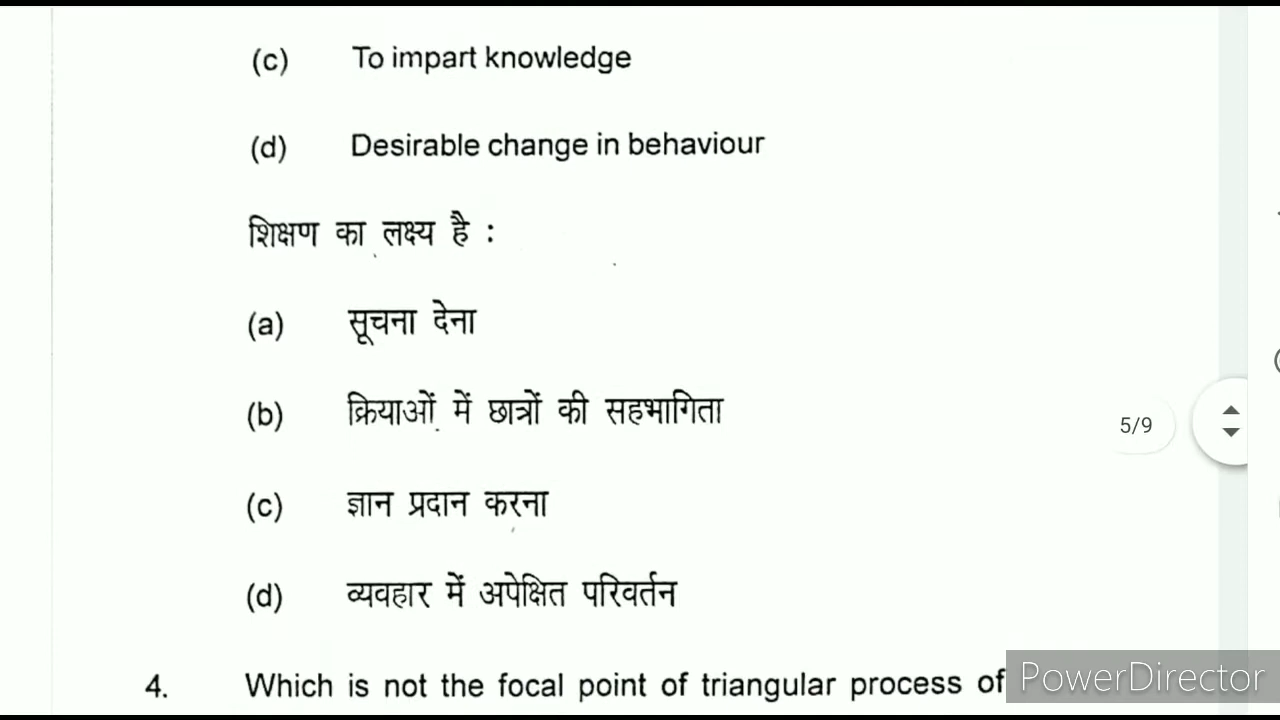 (c) To impart knowledge
(d) Desirable change in behaviour
शिक्षण का लक्ष्य है :
(a) सूचना देना
(b) क्रियाओं में छात्रों की सहभागिता
(c) ज्ञान प्रदान करना
(d) व्यवहार में अपेक्षित परिवर्तन
5/9
4. Which is not the focal point of triangular process of
PowerDirector